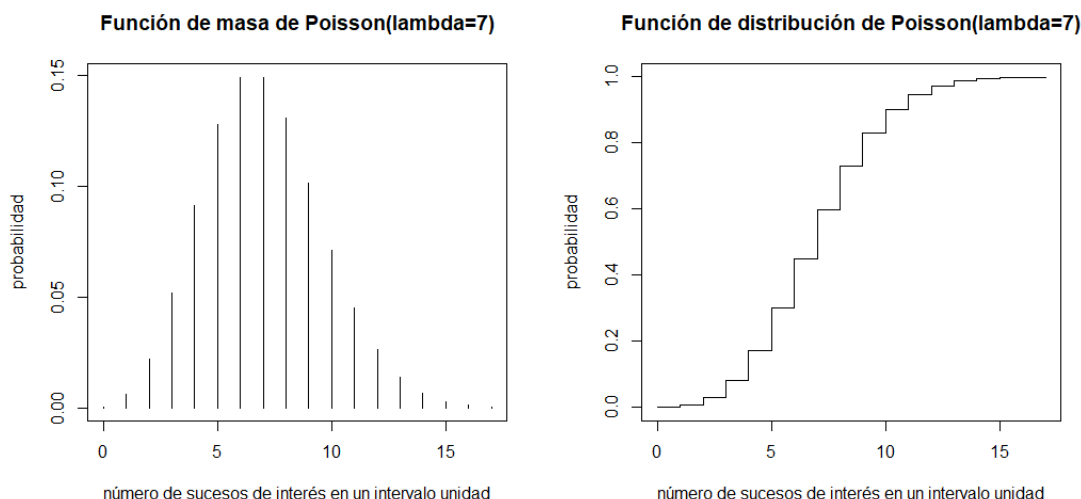 Función de masa de Poisson(lambda=7)
probabilidad
0.15
0.10
0.05
0.00
0 5 10 15
número de sucesos de interés en un intervalo unidad
Función de distribución de Poisson(lambda=7)
probabilidad
1.0
0.8
0.6
0.4
0.2
0.0
0 5 10 15
número de sucesos de interés en un intervalo unidad